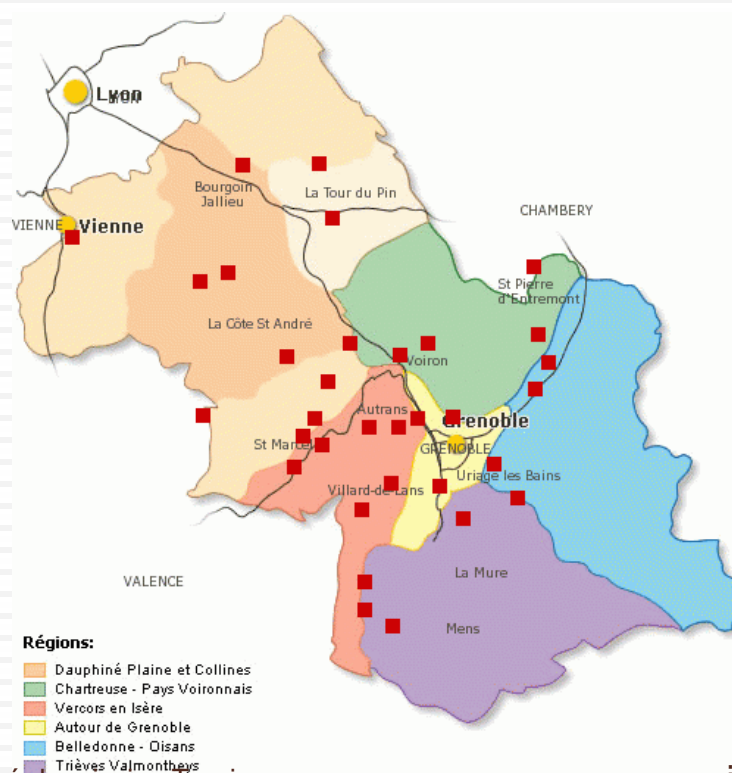 Lyon
LYON
Bourgoin
Jallieu
La Tour du Pin
CHAMBERY
VIENNE
Vienne
St Pierre
d'Entremont
La Côte St André
Voiron
Autrans
Grenoble
St Marcel
GRENOBLE
Uriage les Bains
Villard-de Lans
VALENCE
La Mure
Mens
Régions:
Dauphiné Plaine et Collines
Chartreuse - Pays Voironnais
Vercors en Isère
Autour de Grenoble
Belledonne - Oisans
Trièves Valmontheys